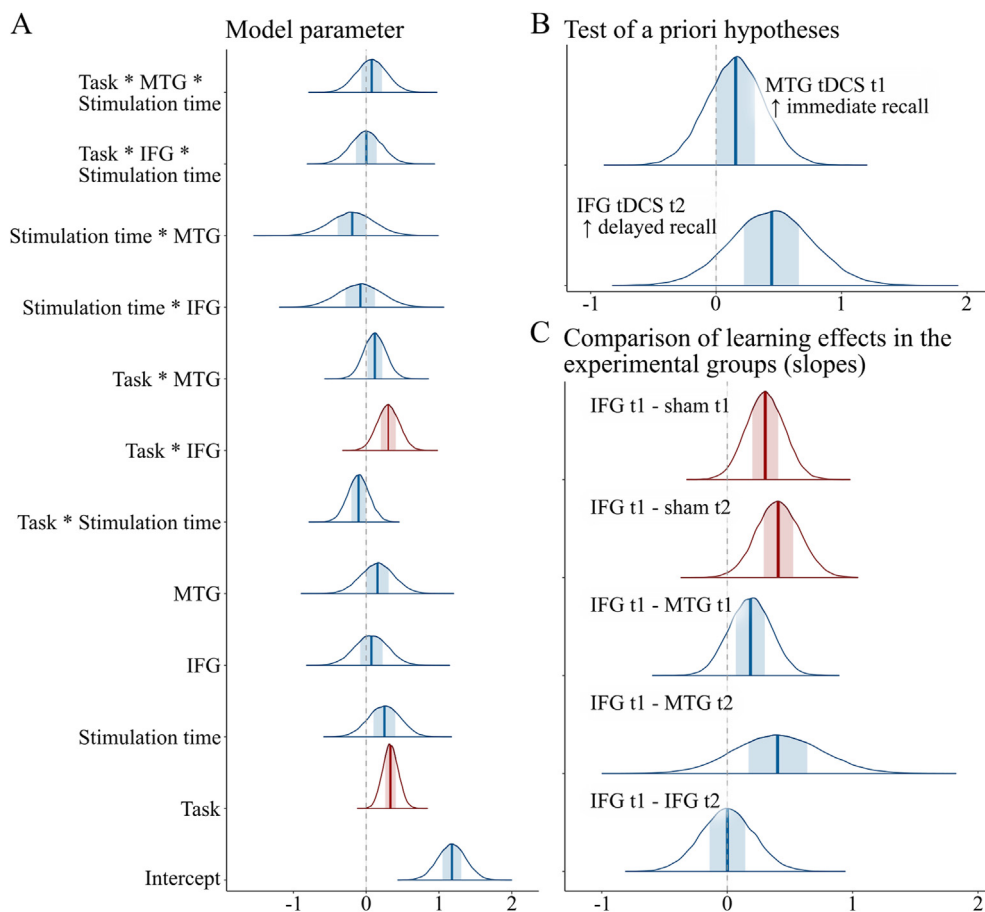 A
Model parameter
Task * MTG *
Stimulation time
Task * IFG *
Stimulation time
Stimulation time * MTG
Stimulation time * IFG
Task * MTG
Task * IFG
Task * Stimulation time
MTG
IFG
Stimulation time
Task
Intercept
-1 0 1 2
B
Test of a priori hypotheses
MTG tDCS t1
↑ immediate recall
IFG tDCS t2
↑ delayed recall
-1 0 1 2
C
Comparison of learning effects in the
experimental groups (slopes)
IFG t1 - sham t1
IFG t1 - sham t2
IFG t1 - MTG t1
IFG t1 - MTG t2
IFG t1 - IFG t2
-1 0 1 2